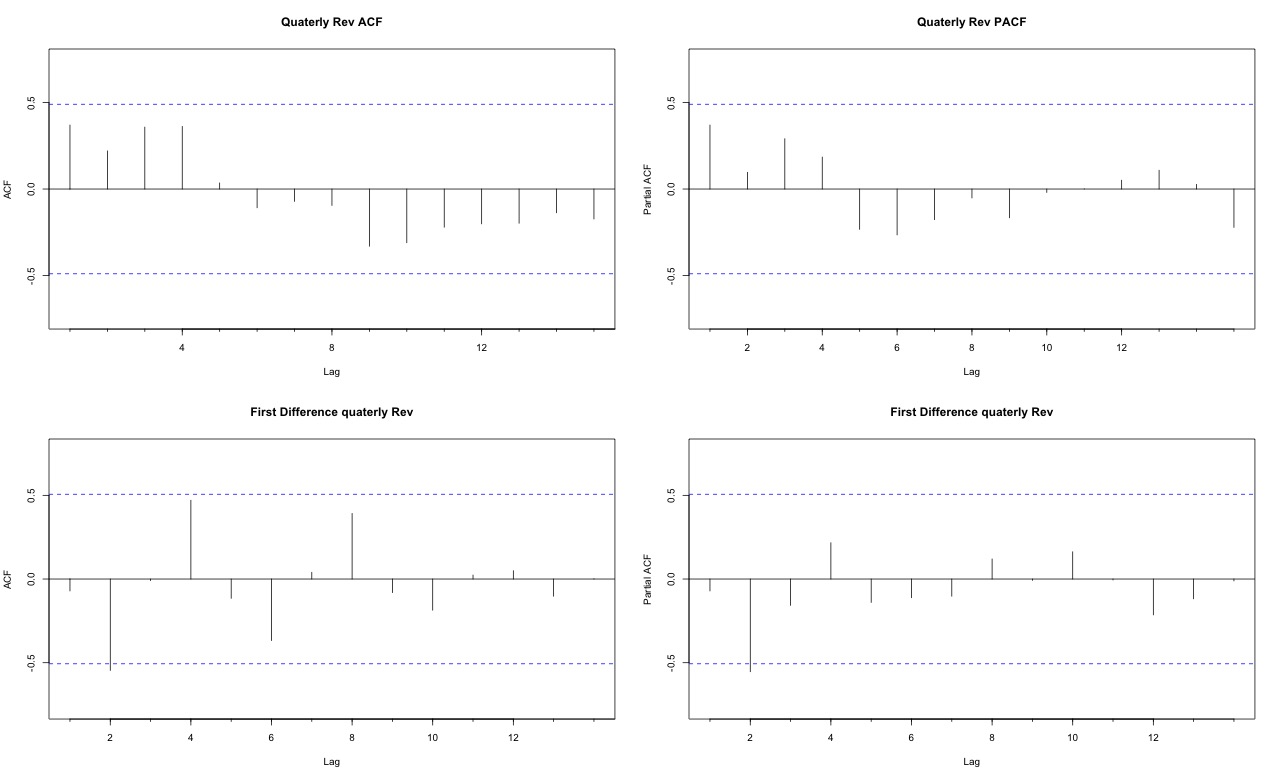 Quaterly Rev ACF
ACF
0.5
0.0
-0.5
4 8 12
Lag
Quaterly Rev PACF
Partial ACF
0.5
0.0
-0.5
2 4 6 8 10 12
Lag
First Difference quaterly Rev
ACF
0.5
0.0
-0.5
2 4 6 8 10 12
Lag
First Difference quaterly Rev
Partial ACF
0.5
0.0
-0.5
2 4 6 8 10 12
Lag